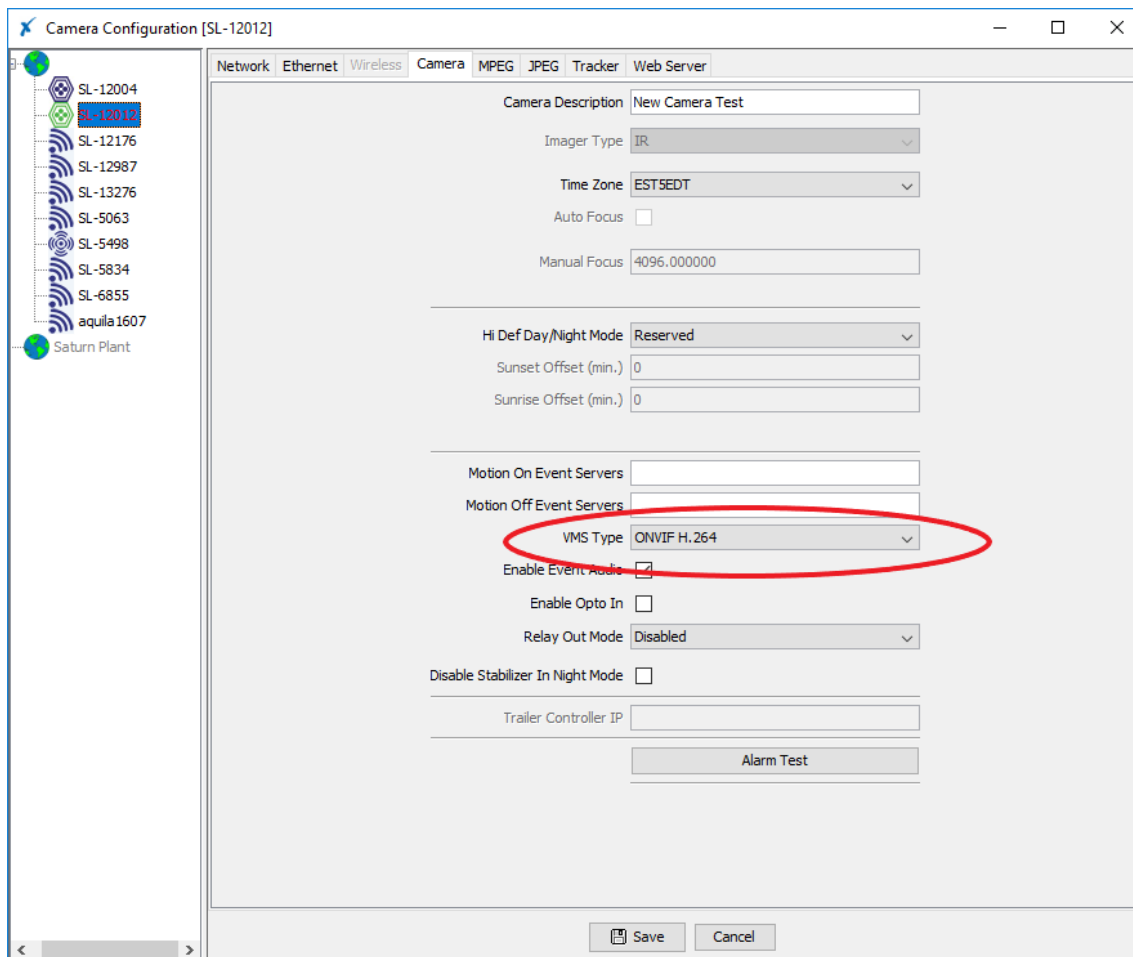 Camera Configuration [SL-12012]
SL-12004
SL-12012
SL-12176
SL-12987
SL-13276
SL-5063
SL-5498
SL-5834
SL-6855
aquila1607
Saturn Plant
Network Ethernet Wireless Camera MPEG JPEG Tracker Web Server
Camera Description New Camera Test
Imager Type IR
Time Zone EST5EDT
Auto Focus
Manual Focus 4096.000000
Hi Def Day/Night Mode Reserved
Sunset Offset (min.) 0
Sunrise Offset (min.) 0
Motion On Event Servers
Motion Off Event Servers
VMS Type ONVIF H.264
Enable Event Audio
Enable Opto In
Relay Out Mode Disabled
Disable Stabilizer In Night Mode
Trailer Controller IP
Alarm Test
Save Cancel